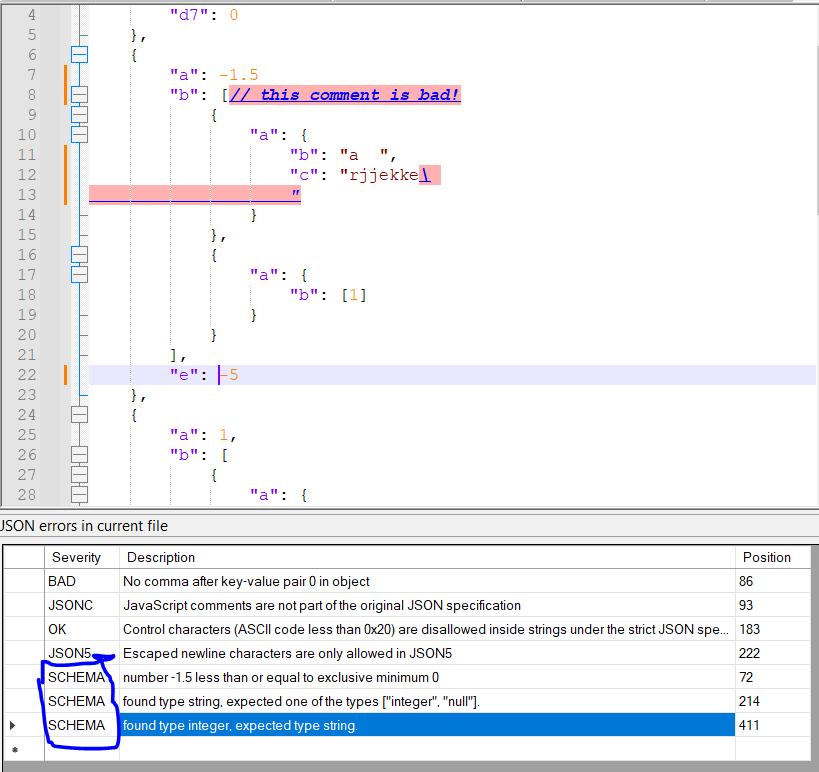 4 "d7": 0
5 },
6 {
7 "a": -1.5
8 "b": [// this comment is bad!
9 {
10 "a": {
11 "b": "a  ",
12 "c": "rjjekke\
13 "
14 }
15 },
16 {
17 "a": {
18 "b": [1]
19 }
20 }
21 ],
22 "e": -5
23 },
24 {
25 "a": 1,
26 "b": [
27 {
28 "a": {
JSON errors in current file
Severity Description Position
BAD No comma after key-value pair 0 in object 86
JSONC JavaScript comments are not part of the original JSON specification 93
OK Control characters (ASCII code less than 0x20) are disallowed inside strings under the strict JSON spe... 183
JSON5 Escaped newline characters are only allowed in JSON5 222
SCHEMA number -1.5 less than or equal to exclusive minimum 0 72
SCHEMA found type string, expected one of the types ["integer", "null"]. 214
SCHEMA found type integer, expected type string. 411